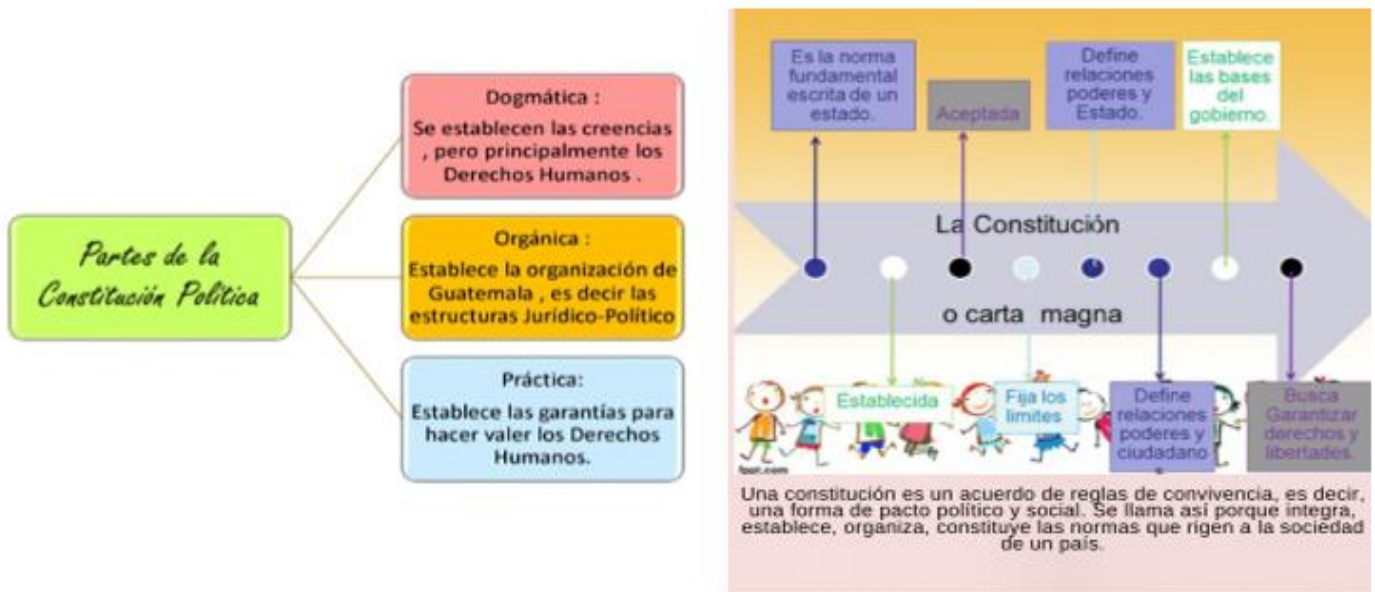 Partes de la
Constitución Política
Dogmática :
Se establecen las creencias
, pero principalmente los
Derechos Humanos .
Orgánica :
Establece la organización de
Guatemala , es decir las
estructuras Jurídico-Político
Práctica:
Establece las garantías para
hacer valer los Derechos
Humanos.
Es la norma
fundamental
escrita de un
estado.
Aceptada
Define
relaciones
poderes y
Estado.
Establece
las bases
del
gobierno.
La Constitución
o carta magna
Establecida
Fija los
limites
Define
relaciones
poderes y
ciudadano
Busca
Garantizar
derechos y
libertades.
Una constitución es un acuerdo de reglas de convivencia, es decir,
una forma de pacto político y social. Se llama así porque integra,
establece, organiza, constituye las normas que rigen a la sociedad
de un país.